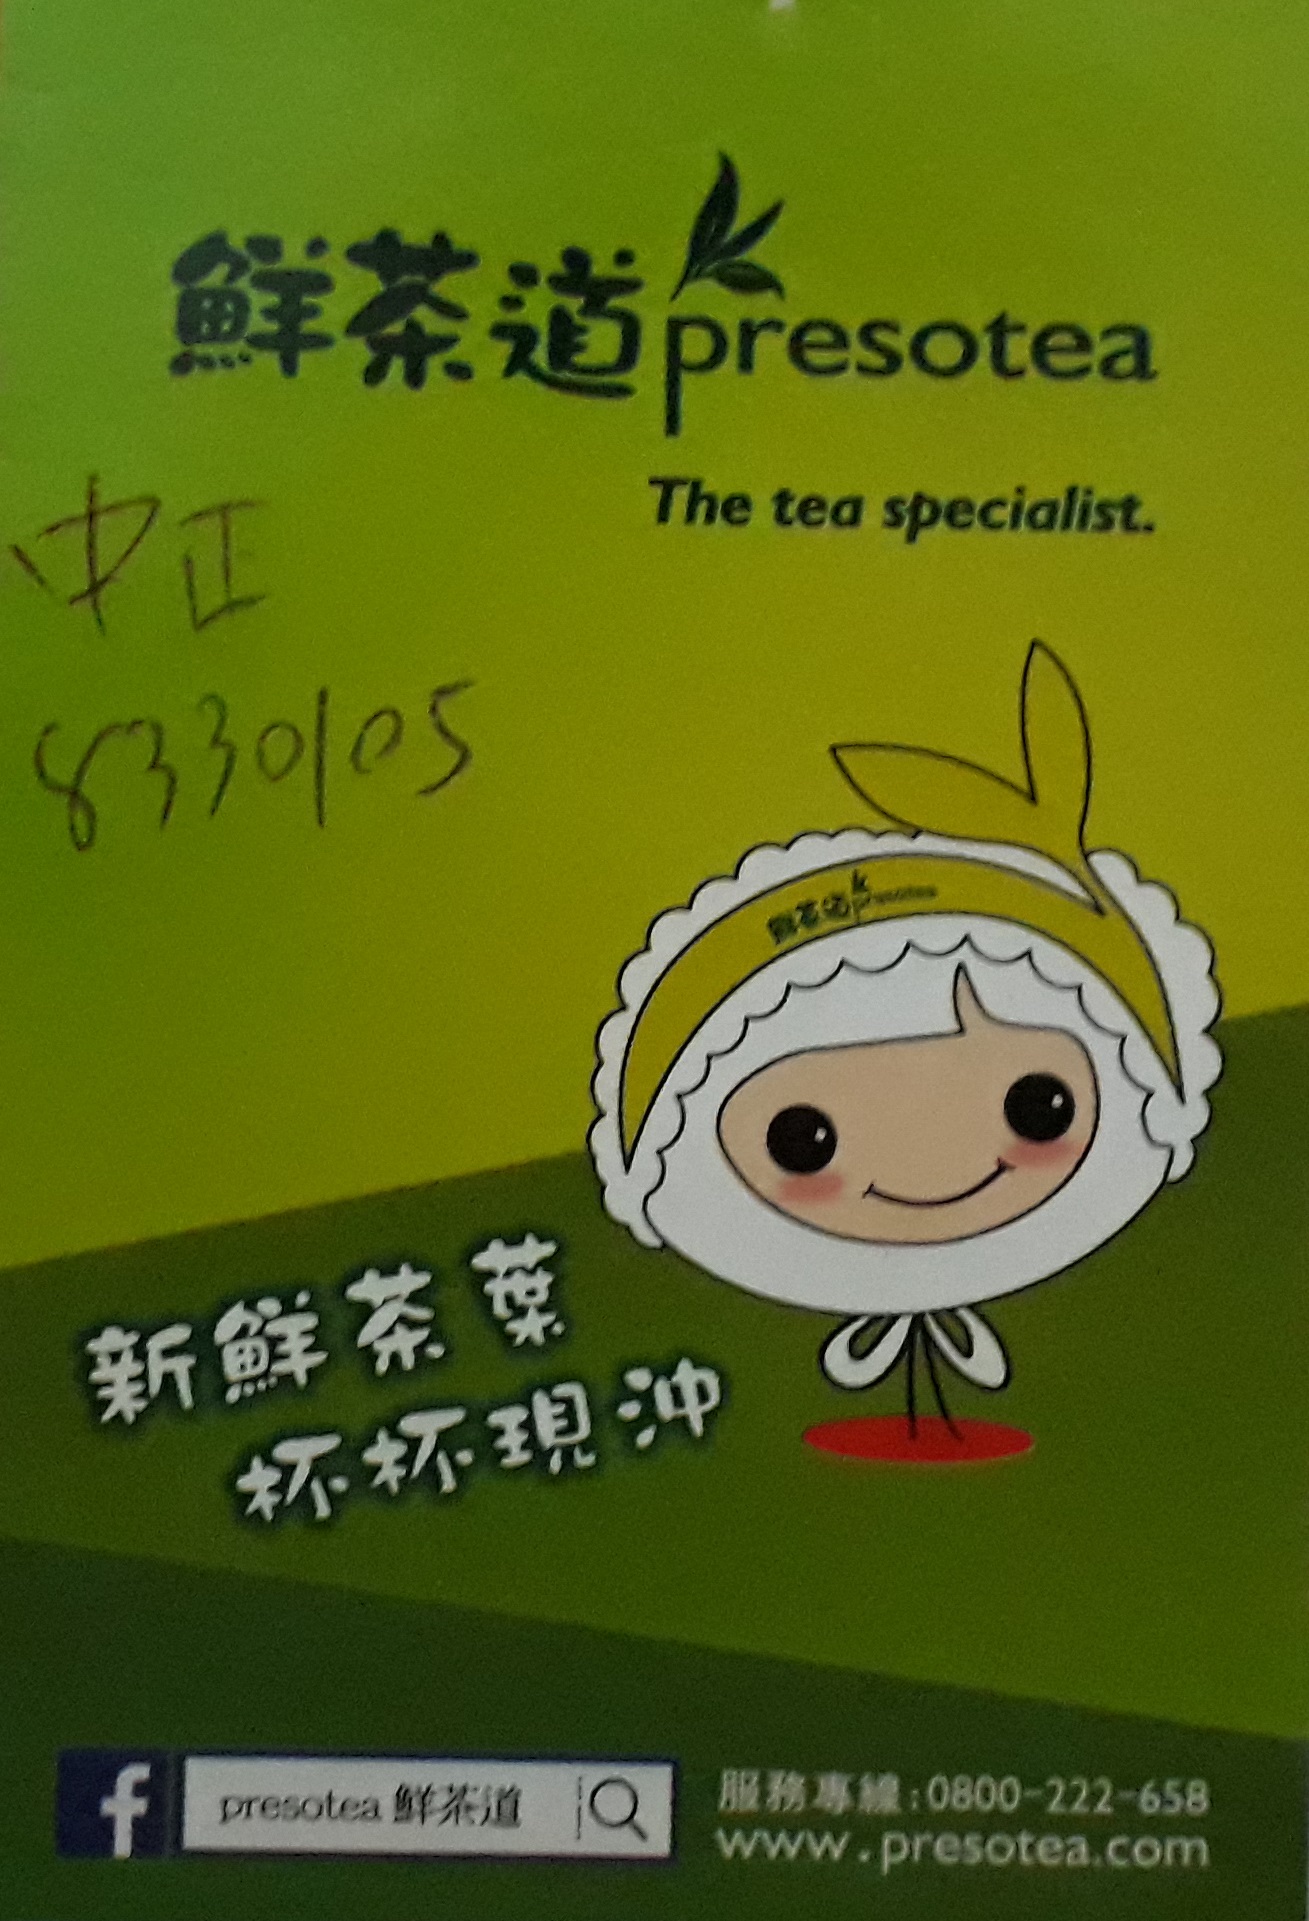 鮮茶道presotea
The tea specialist.
中正
8330105
鮮茶道presotea
新鮮茶葉
杯杯現沖
f presotea 鮮茶道
服務專線:0800-222-658
www.presotea.com